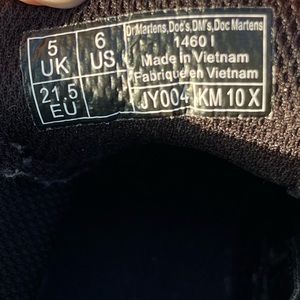 5 UK
6 US
21.5 EU
Dr.Martens,Doc's,DM's,Doc Martens
1460 I
Made in Vietnam
Fabrique en Vietnam
JY004 KM 10 X